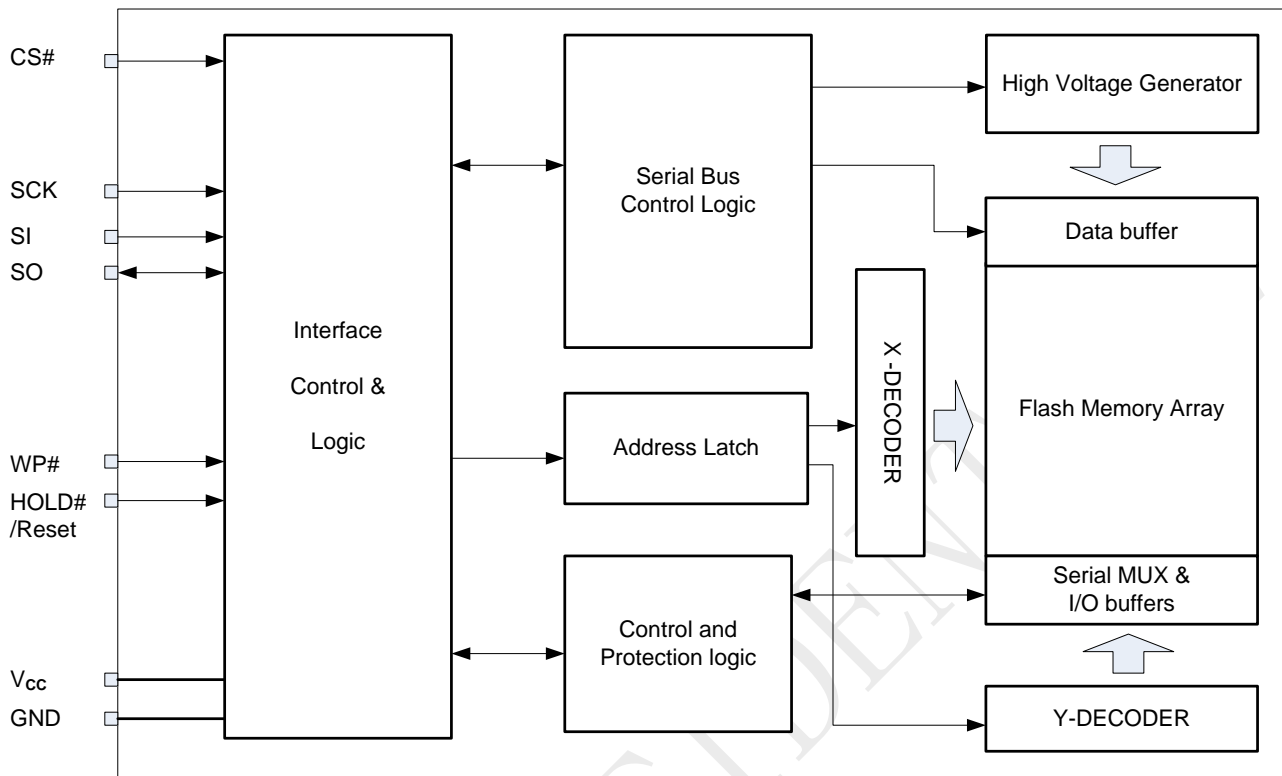 CS#
SCK
SI
SO
WP#
HOLD#
/Reset
Vcc
GND
Interface
Control &
Logic
Serial Bus
Control Logic
Address Latch
Control and
Protection logic
X -DECODER
High Voltage Generator
Data buffer
Flash Memory Array
Serial MUX &
I/O buffers
Y-DECODER